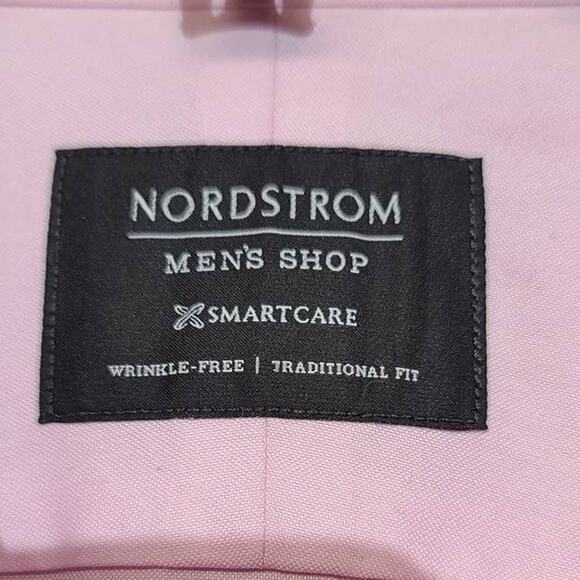 NORDSTROM
MEN'S SHOP
SMARTCARE
WRINKLE-FREE | TRADITIONAL FIT